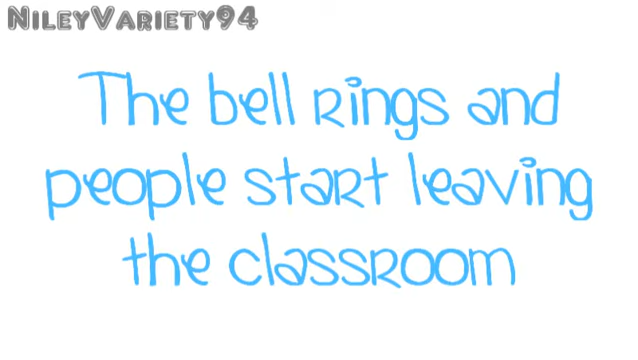 NileyVariety94
The bell rings and
people start leaving
the classroom